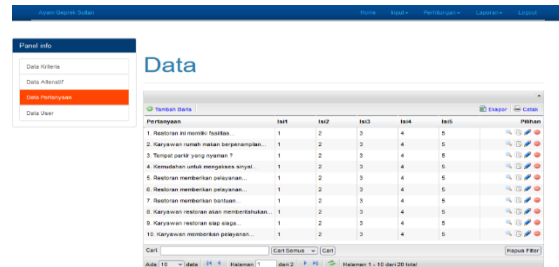 Ayam Geprek Sultan Home Input Perhitungan Laporan Logout
Panel info
Data Kriteria
Data Alternatif
Data Pertanyaan
Data User
Data
Tambah Data Ekspor Cetak
Pertanyaan Isi1 Isi2 Isi3 Isi4 Isi5 Pilihan
1. Restoran ini memiliki fasilitas... 1 2 3 4 5
2. Karyawan rumah makan berpenampilan... 1 2 3 4 5
3. Tempat parkir yang nyaman ? 1 2 3 4 5
4. Kemudahan untuk mengakses sinyal... 1 2 3 4 5
5. Restoran memberikan pelayanan... 1 2 3 4 5
6. Restoran memberikan pelayanan... 1 2 3 4 5
7. Restoran memberikan bantuan... 1 2 3 4 5
8. Karyawan restoran akan memberitahukan... 1 2 3 4 5
9. Karyawan restoran siap siaga... 1 2 3 4 5
10. Karyawan memberikan pelayanan... 1 2 3 4 5
Cari: Cari Semua Cari Hapus Filter
Ada 10 data Halaman 1 dari 2 Halaman 1 - 10 dari 20 total